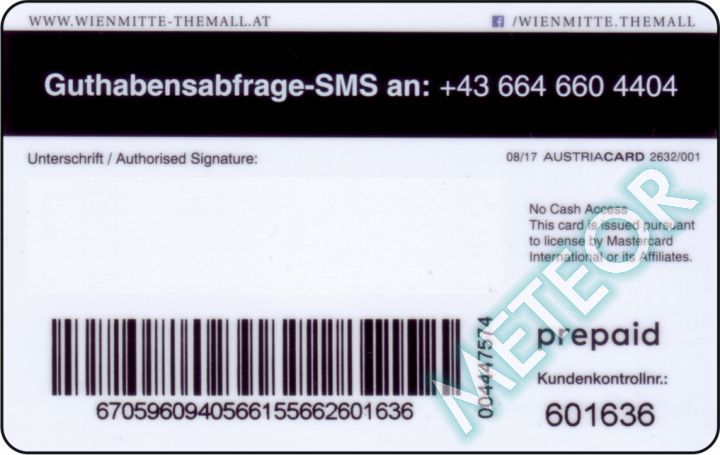 WWW.WIENMITTE-THEMALL.AT
/WIENMITTE.THEMALL
Guthabensabfrage-SMS an: +43 664 660 4404
Unterschrift / Authorised Signature:
08/17 AUSTRIACARD 2632/001
No Cash Access
This card is issued pursuant
to license by Mastercard
International or its Affiliates.
METEOR
004447574
prepaid
Kundenkontrollnr.:
67059609405661555662601636
601636